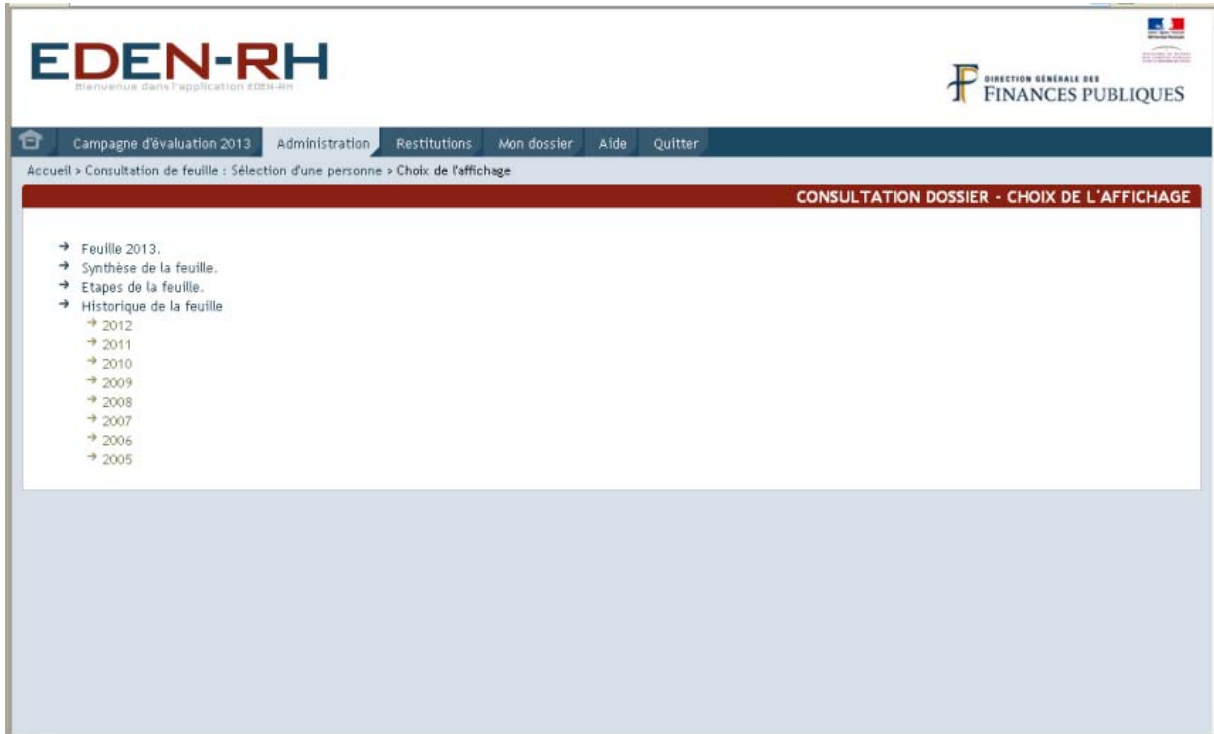 EDEN-RH
Bienvenue dans l'application EDEN-RH
DIRECTION GÉNÉRALE DES
FINANCES PUBLIQUES
Campagne d'évaluation 2013 Administration Restitutions Mon dossier Aide Quitter
Accueil > Consultation de feuille : Sélection d'une personne > Choix de l'affichage
CONSULTATION DOSSIER - CHOIX DE L'AFFICHAGE
Feuille 2013.
Synthèse de la feuille.
Etapes de la feuille.
Historique de la feuille
2012
2011
2010
2009
2008
2007
2006
2005